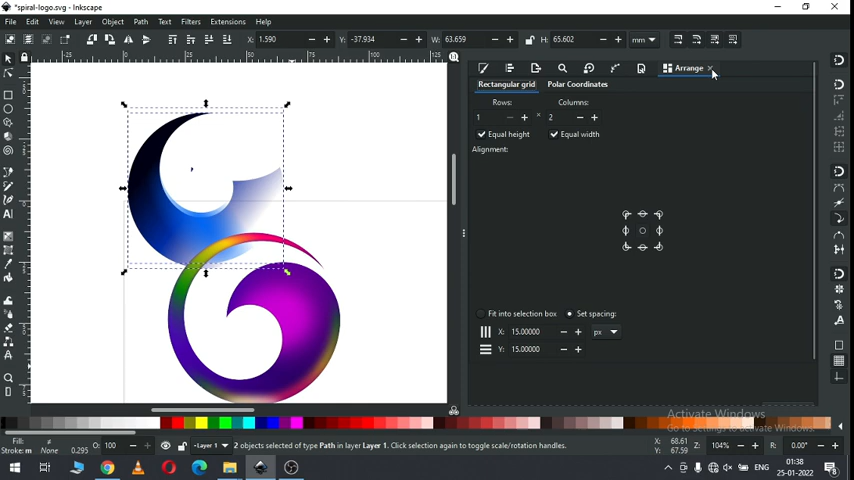 *spiral-logo.svg - Inkscape
File Edit View Layer Object Path Text Filters Extensions Help
X: 1.590 Y: -37.934 W: 63.659 H: 65.602 mm
Arrange
Rectangular grid Polar Coordinates
Rows: Columns:
1 × 2
Equal height Equal width
Alignment:
Fit into selection box Set spacing:
X: 15.00000 px
Y: 15.00000
Activate Windows
Go to Settings to activate Windows.
Fill: Stroke: m None 0.295 O: 100 Layer 1 2 objects selected of type Path in layer Layer 1. Click selection again to toggle scale/rotation handles. X: 68.61 Y: 67.59 Z: 104% R: 0.00°
ENG 01:38 25-01-2022